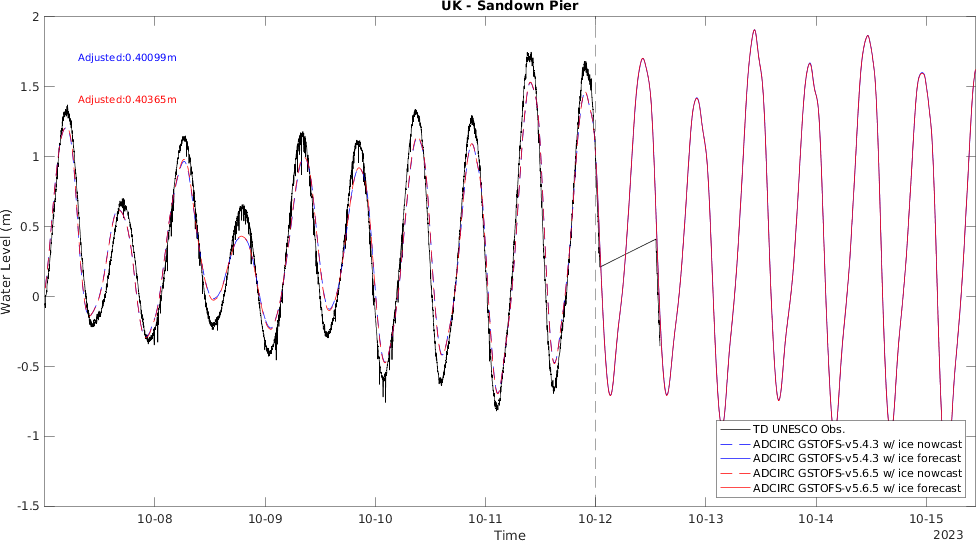 UK - Sandown Pier
2
1.5
1
0.5
0
-0.5
-1
-1.5
Water Level (m)
Adjusted:0.40099m
Adjusted:0.40365m
TD UNESCO Obs.
ADCIRC GSTOFS-v5.4.3 w/ ice nowcast
ADCIRC GSTOFS-v5.4.3 w/ ice forecast
ADCIRC GSTOFS-v5.6.5 w/ ice nowcast
ADCIRC GSTOFS-v5.6.5 w/ ice forecast
10-08 10-09 10-10 10-11 10-12 10-13 10-14 10-15
Time
2023